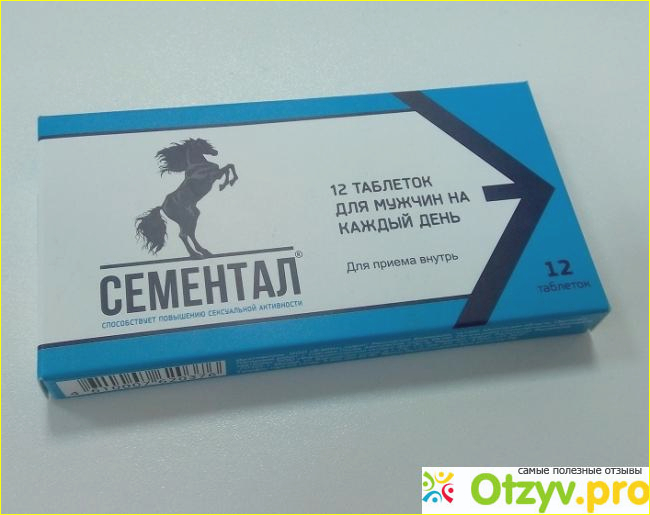 12 ТАБЛЕТОК
ДЛЯ МУЖЧИН НА
КАЖДЫЙ ДЕНЬ
Для приема внутрь
СЕМЕНТАЛ®
СПОСОБСТВУЕТ ПОВЫШЕНИЮ СЕКСУАЛЬНОЙ АКТИВНОСТИ
12
таблеток
самые полезные отзывы
Otzyv.pro